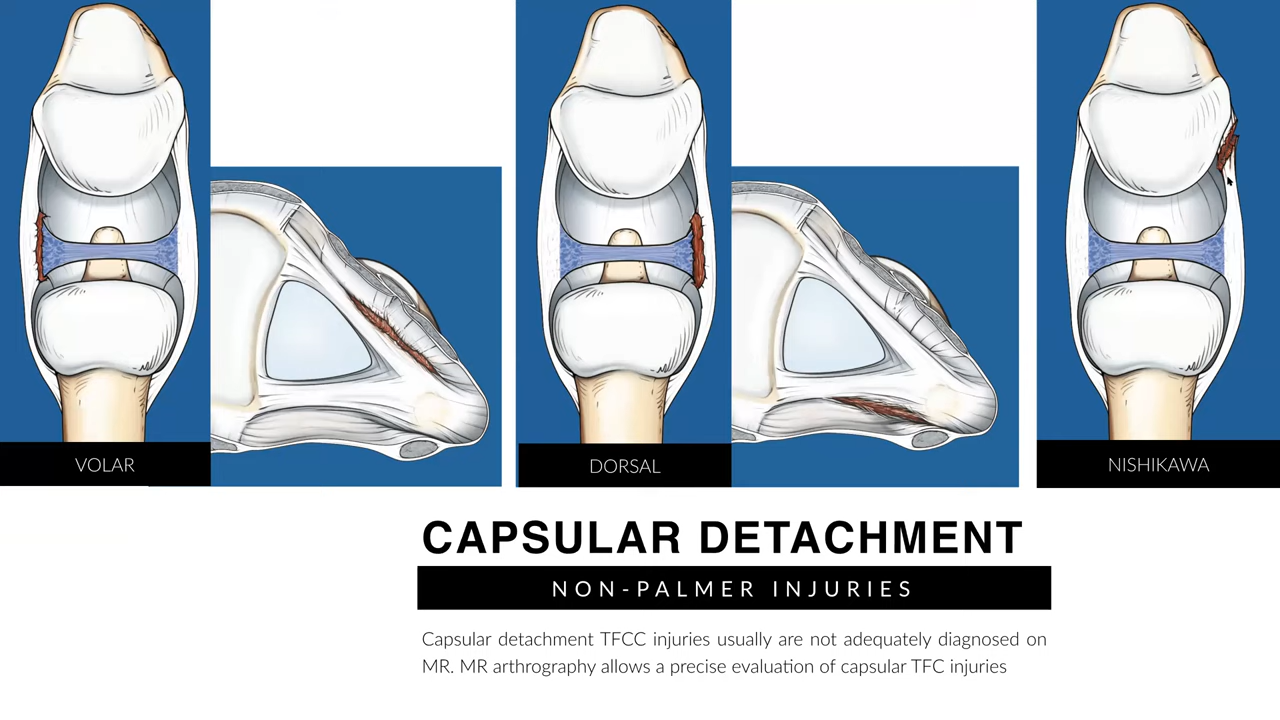 VOLAR
DORSAL
NISHIKAWA
CAPSULAR DETACHMENT
NON-PALMER INJURIES
Capsular detachment TFCC injuries usually are not adequately diagnosed on
MR. MR arthrography allows a precise evaluation of capsular TFC injuries